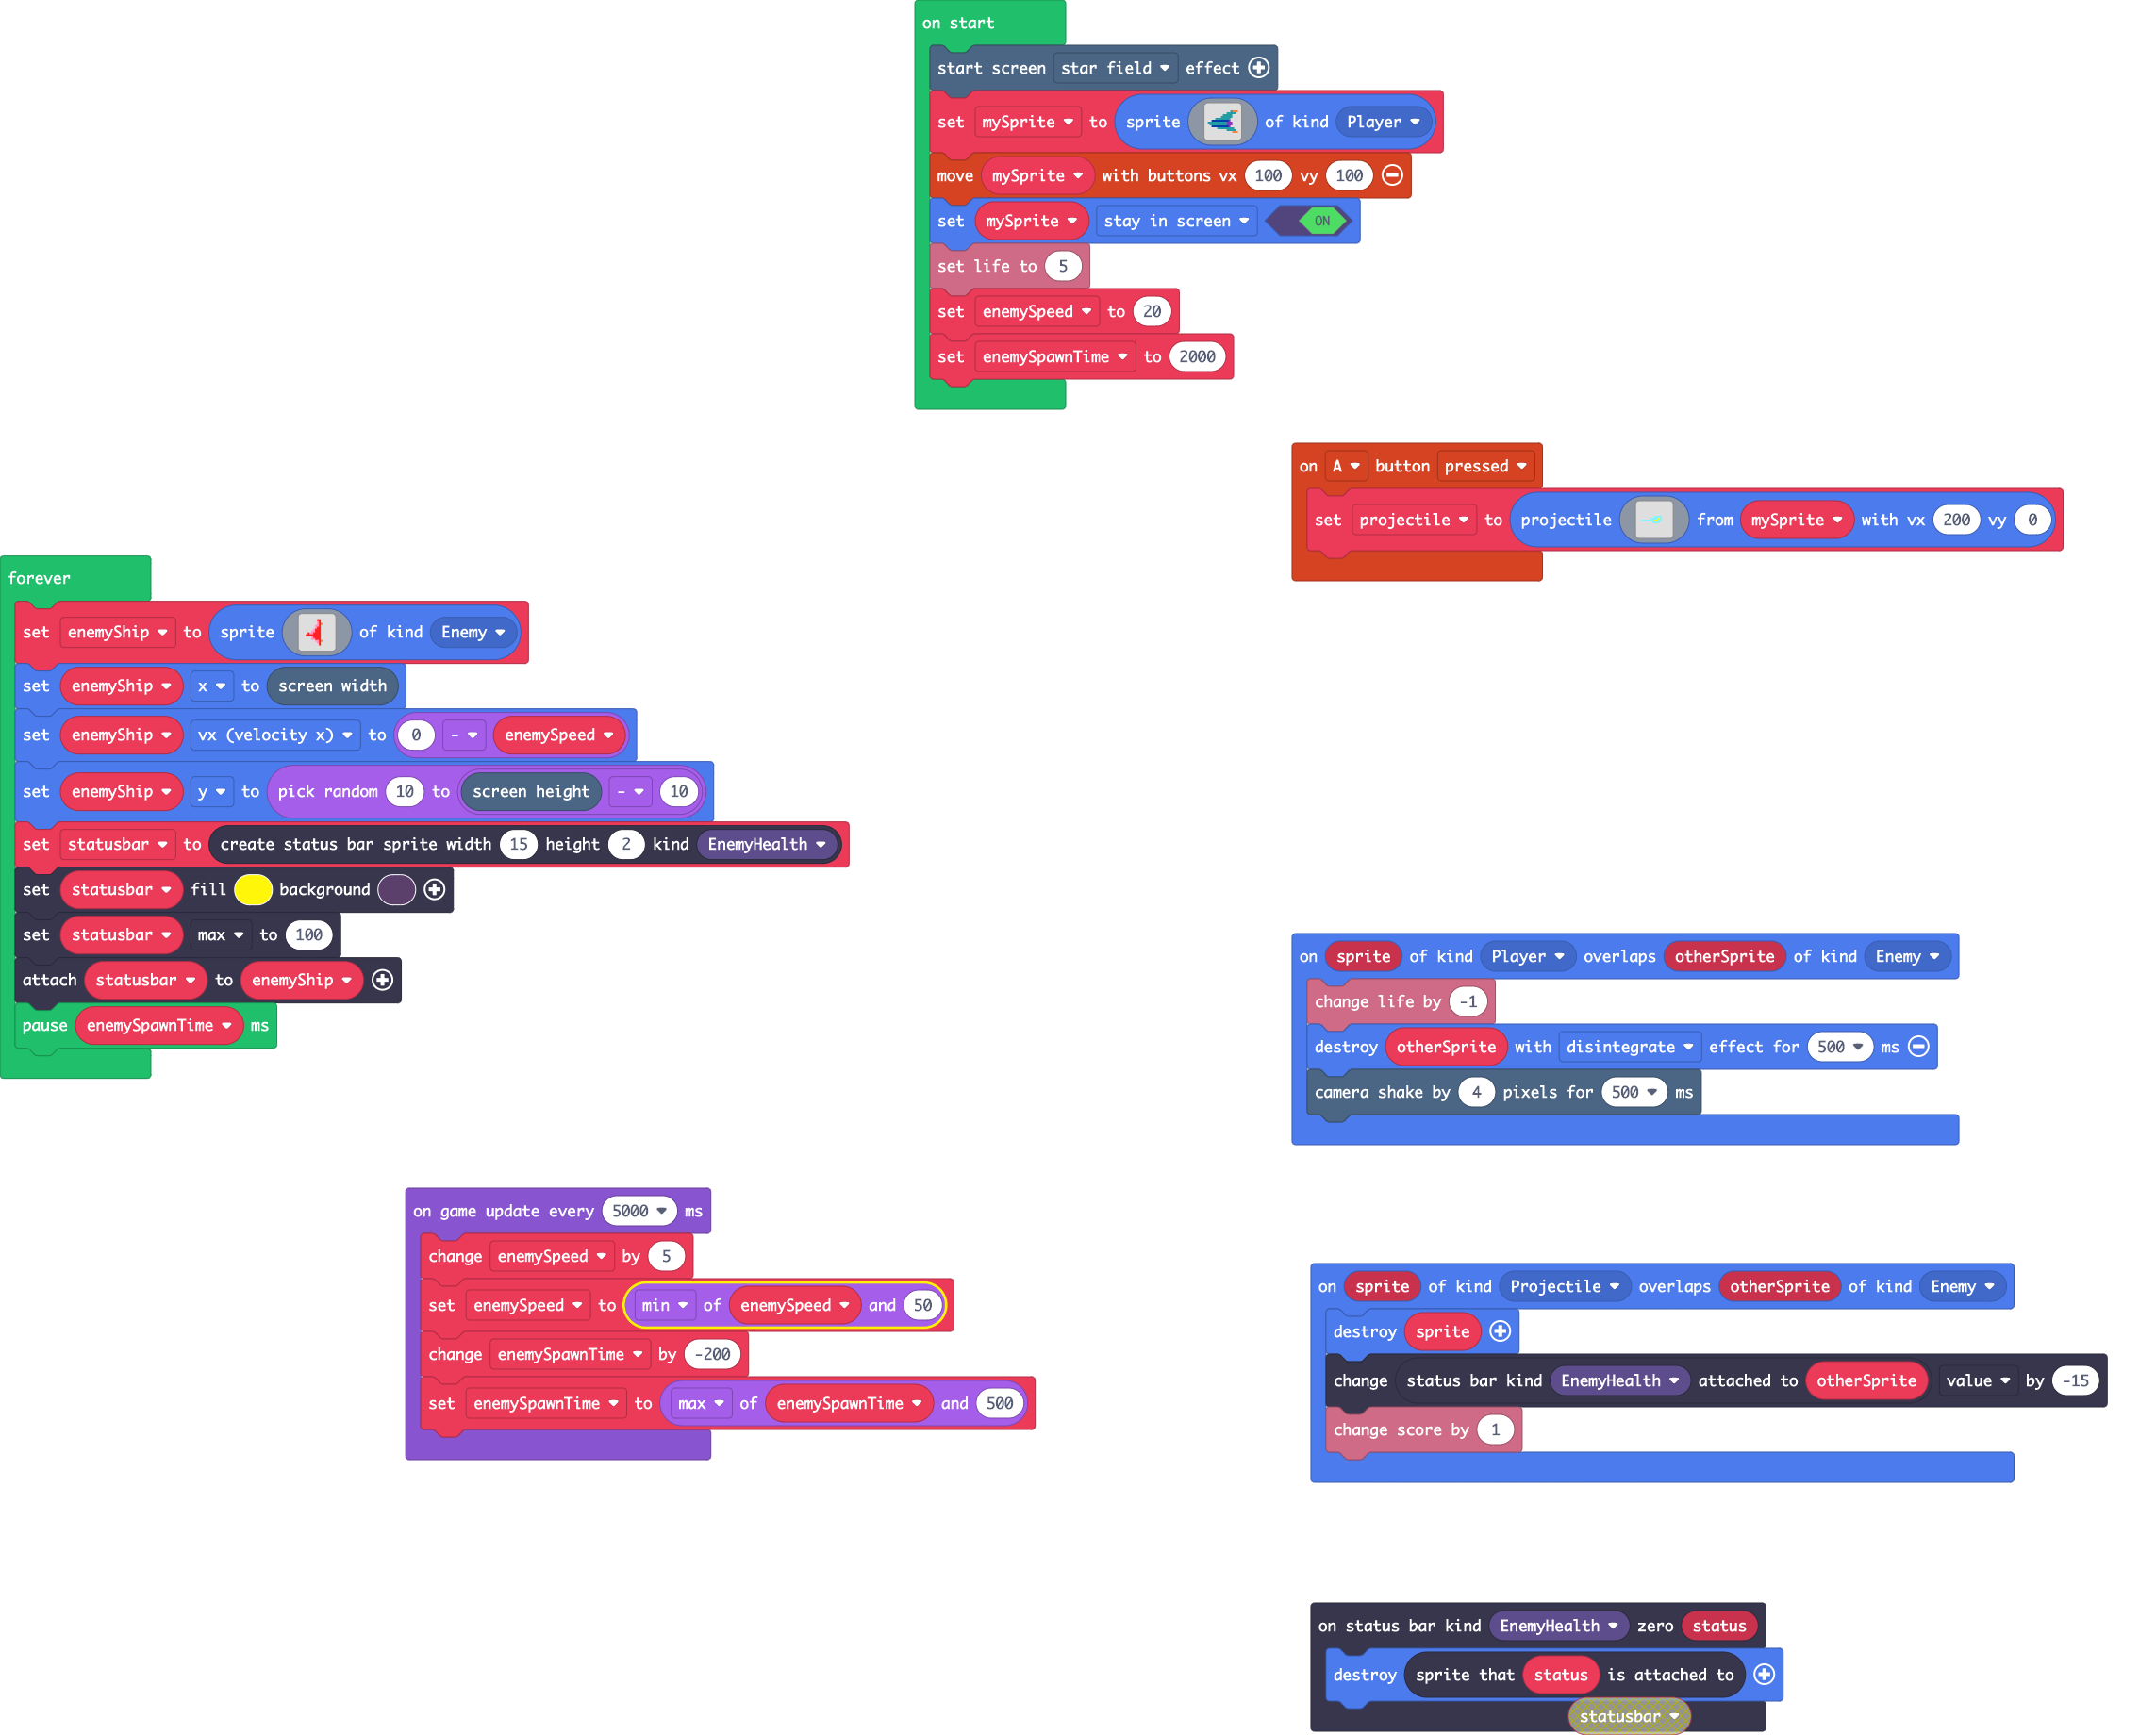 on start
start screen star field effect
set mySprite to sprite of kind Player
move mySprite with buttons vx 100 vy 100
set mySprite stay in screen ON
set life to 5
set enemySpeed to 20
set enemySpawnTime to 2000
on A button pressed
set projectile to projectile from mySprite with vx 200 vy 0
forever
set enemyShip to sprite of kind Enemy
set enemyShip x to screen width
set enemyShip vx (velocity x) to 0 - enemySpeed
set enemyShip y to pick random 10 to screen height - 10
set statusbar to create status bar sprite width 15 height 2 kind EnemyHealth
set statusbar fill background
set statusbar max to 100
attach statusbar to enemyShip
pause enemySpawnTime ms
on sprite of kind Player overlaps otherSprite of kind Enemy
change life by -1
destroy otherSprite with disintegrate effect for 500 ms
camera shake by 4 pixels for 500 ms
on game update every 5000 ms
change enemySpeed by 5
set enemySpeed to min of enemySpeed and 50
change enemySpawnTime by -200
set enemySpawnTime to max of enemySpawnTime and 500
on sprite of kind Projectile overlaps otherSprite of kind Enemy
destroy sprite
change status bar kind EnemyHealth attached to otherSprite value by -15
change score by 1
on status bar kind EnemyHealth zero status
destroy sprite that status is attached to
statusbar